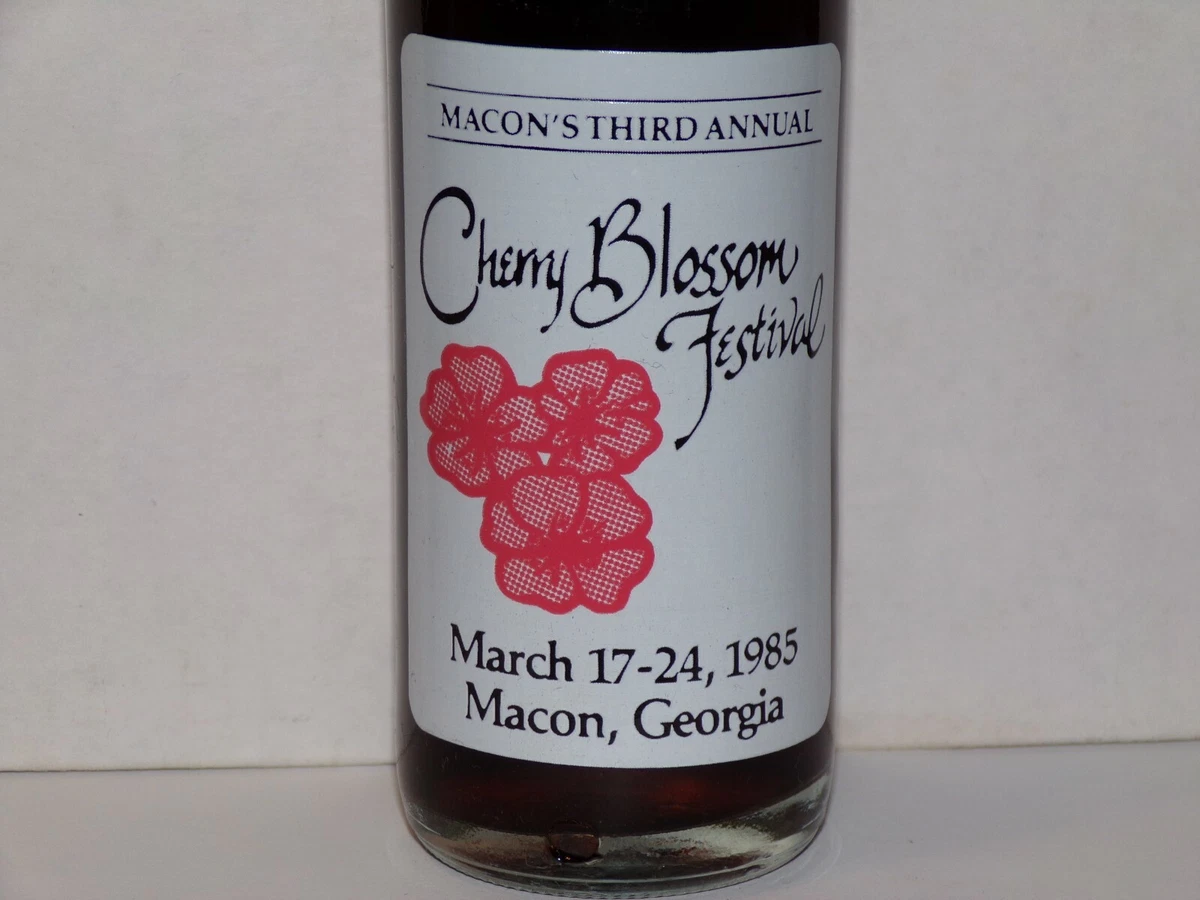 MACON'S THIRD ANNUAL
Cherry Blossom
Festival
March 17-24, 1985
Macon, Georgia